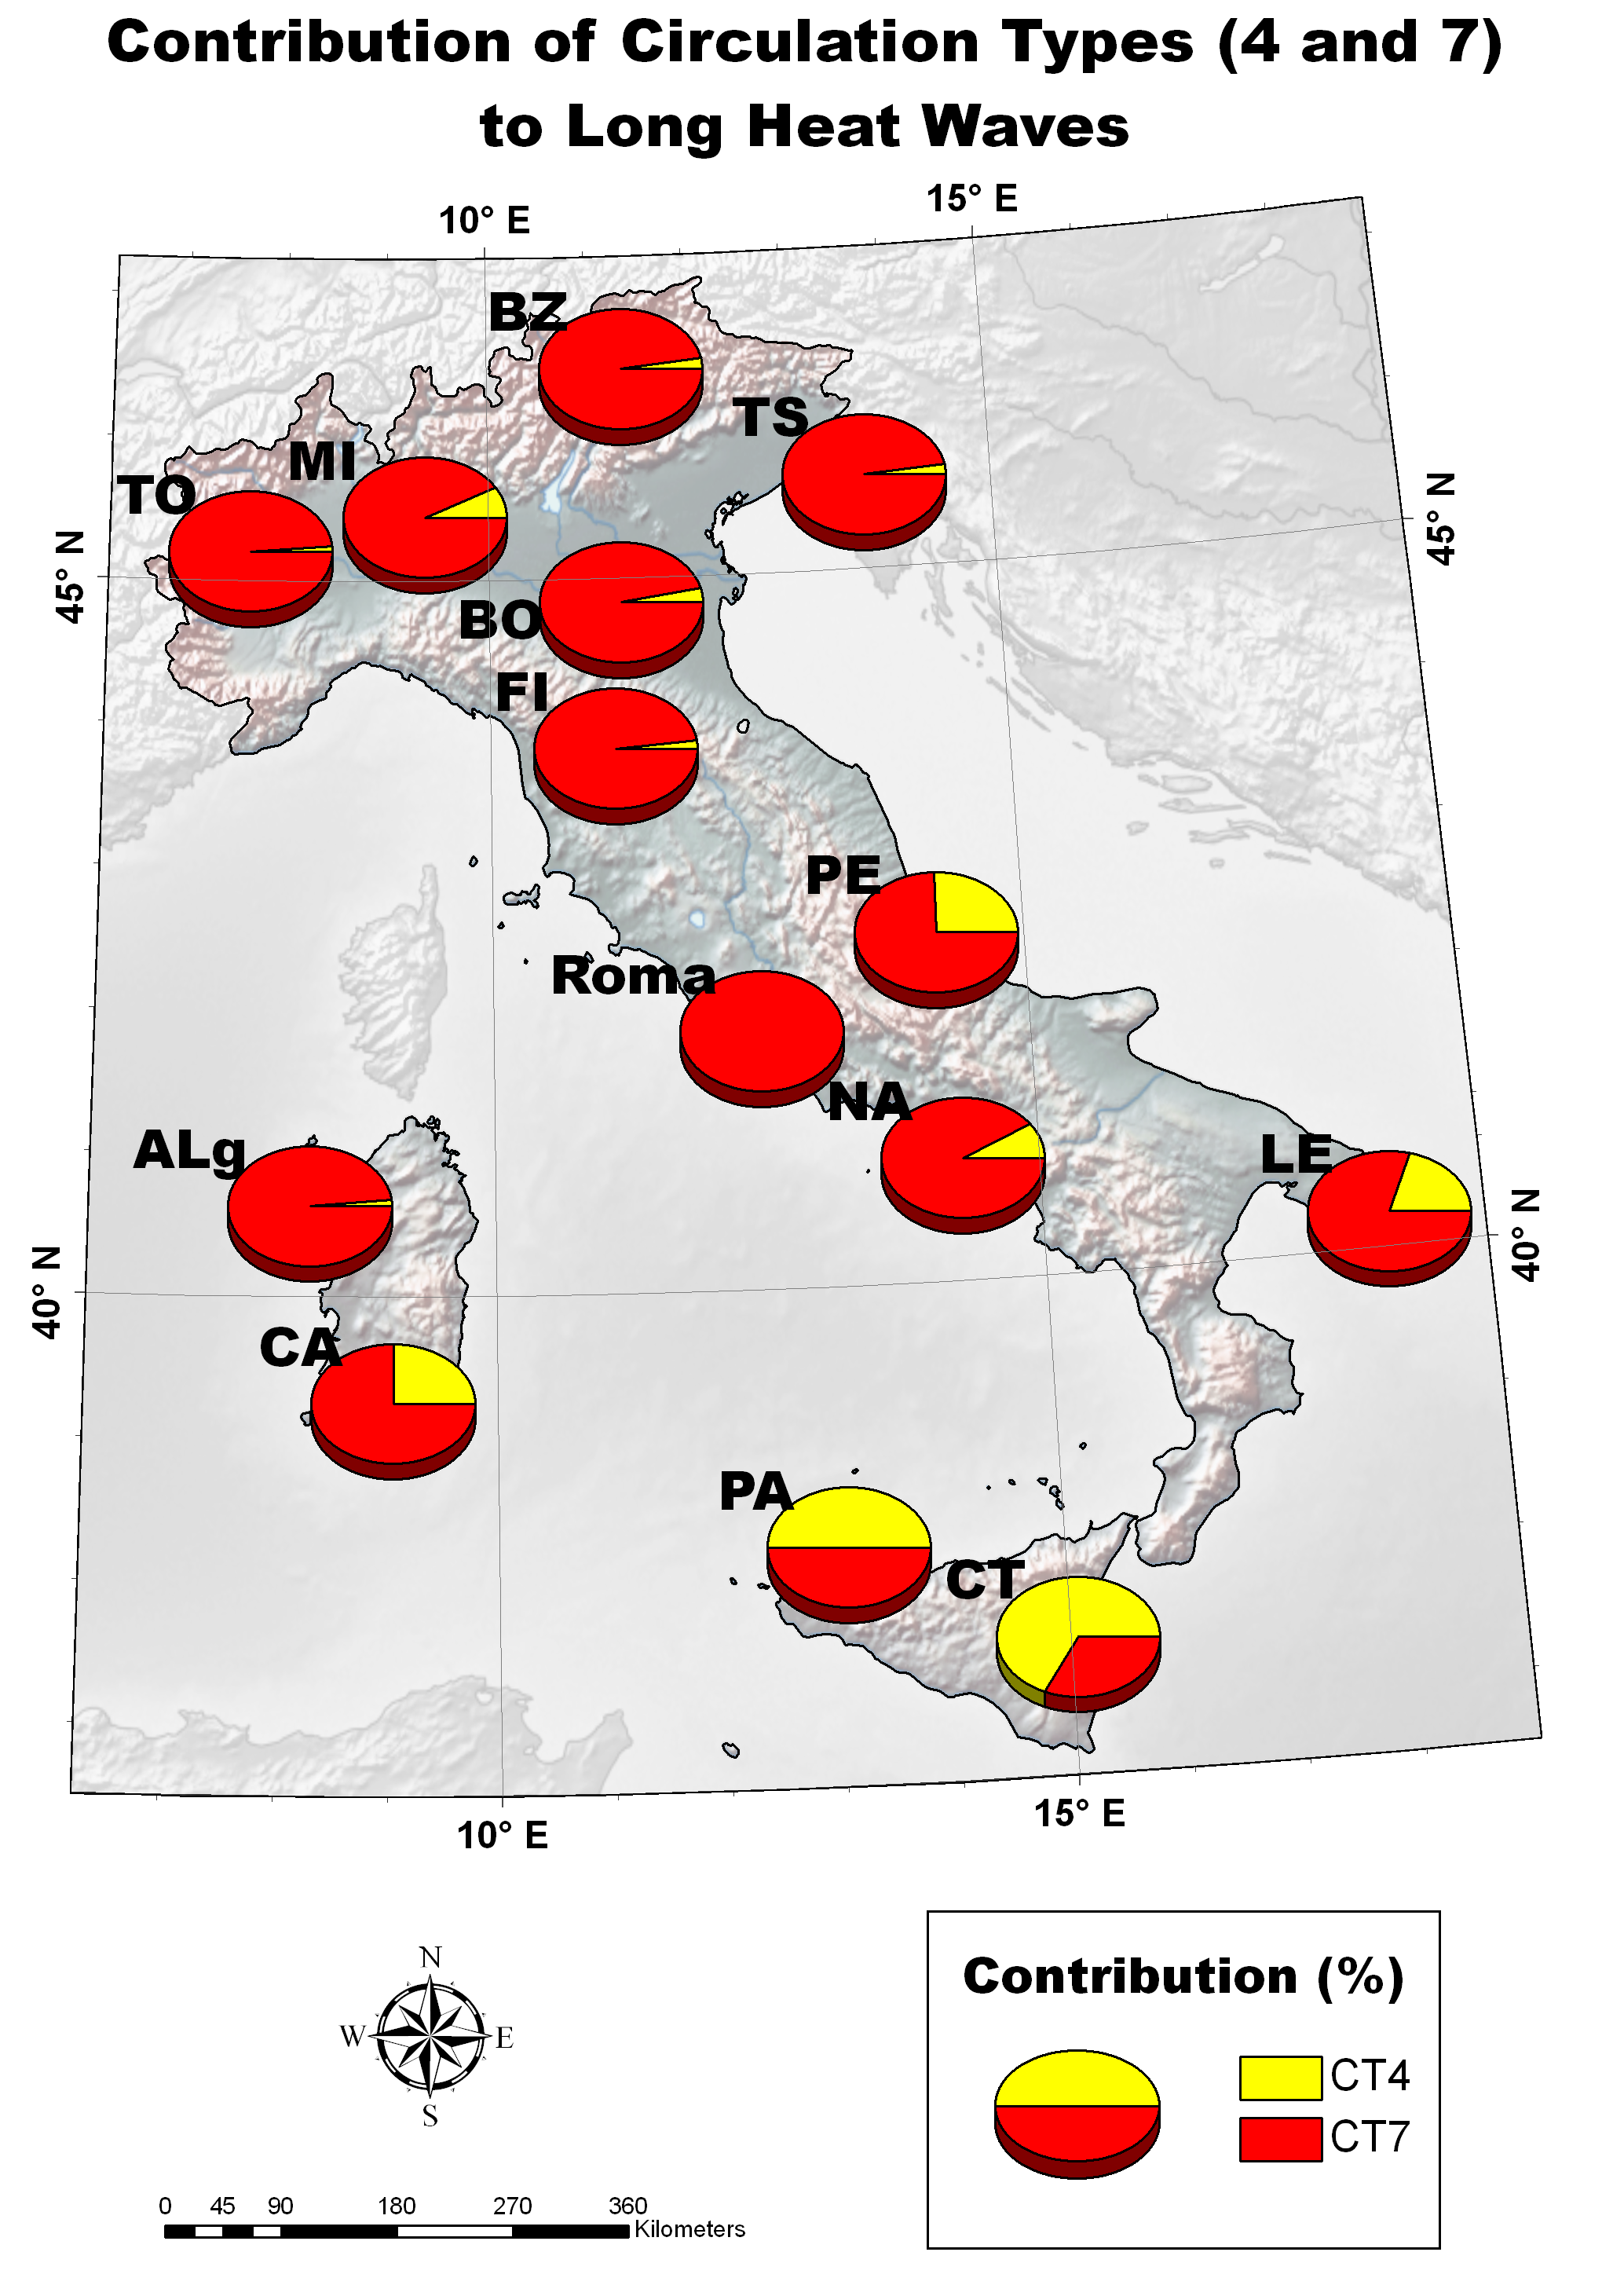 Contribution of Circulation Types (4 and 7)
to Long Heat Waves
10° E
15° E
BZ
TS
MI
TO
45° N
45° N
BO
FI
PE
Roma
NA
ALg
LE
40° N
40° N
CA
PA
CT
10° E
15° E
Contribution (%)
CT4
CT7
N
W
E
S
0 45 90 180 270 360
Kilometers